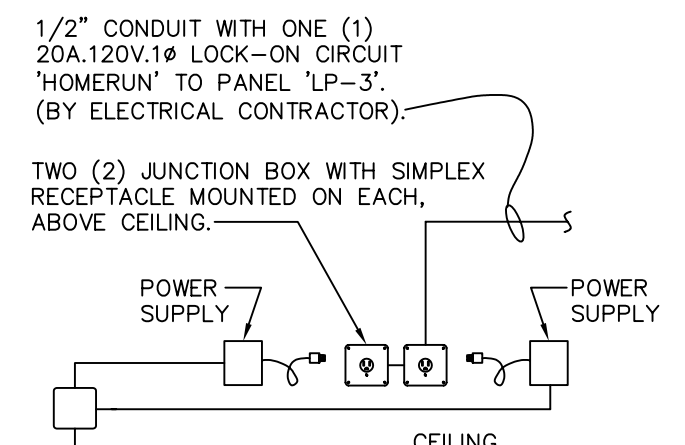 1/2" CONDUIT WITH ONE (1)
20A.120V.1ø LOCK-ON CIRCUIT
'HOMERUN' TO PANEL 'LP-3'.
(BY ELECTRICAL CONTRACTOR).
TWO (2) JUNCTION BOX WITH SIMPLEX
RECEPTACLE MOUNTED ON EACH,
ABOVE CEILING.
POWER
SUPPLY
POWER
SUPPLY
CEILING